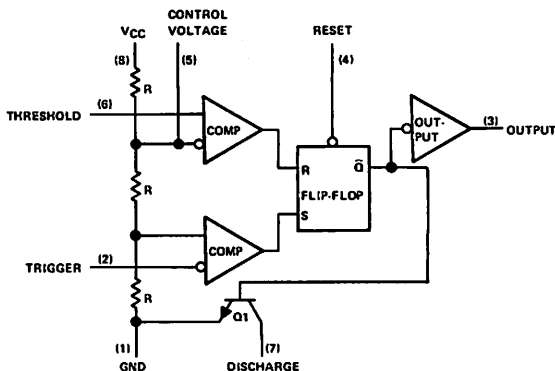 CONTROL
VOLTAGE
VCC
RESET
(8)
(5)
(4)
R
THRESHOLD
(6)
COMP
OUT-
PUT
(3)
OUTPUT
R
Q̄
FLIP-FLOP
S
R
COMP
TRIGGER
(2)
R
Q1
(1)
(7)
GND
DISCHARGE